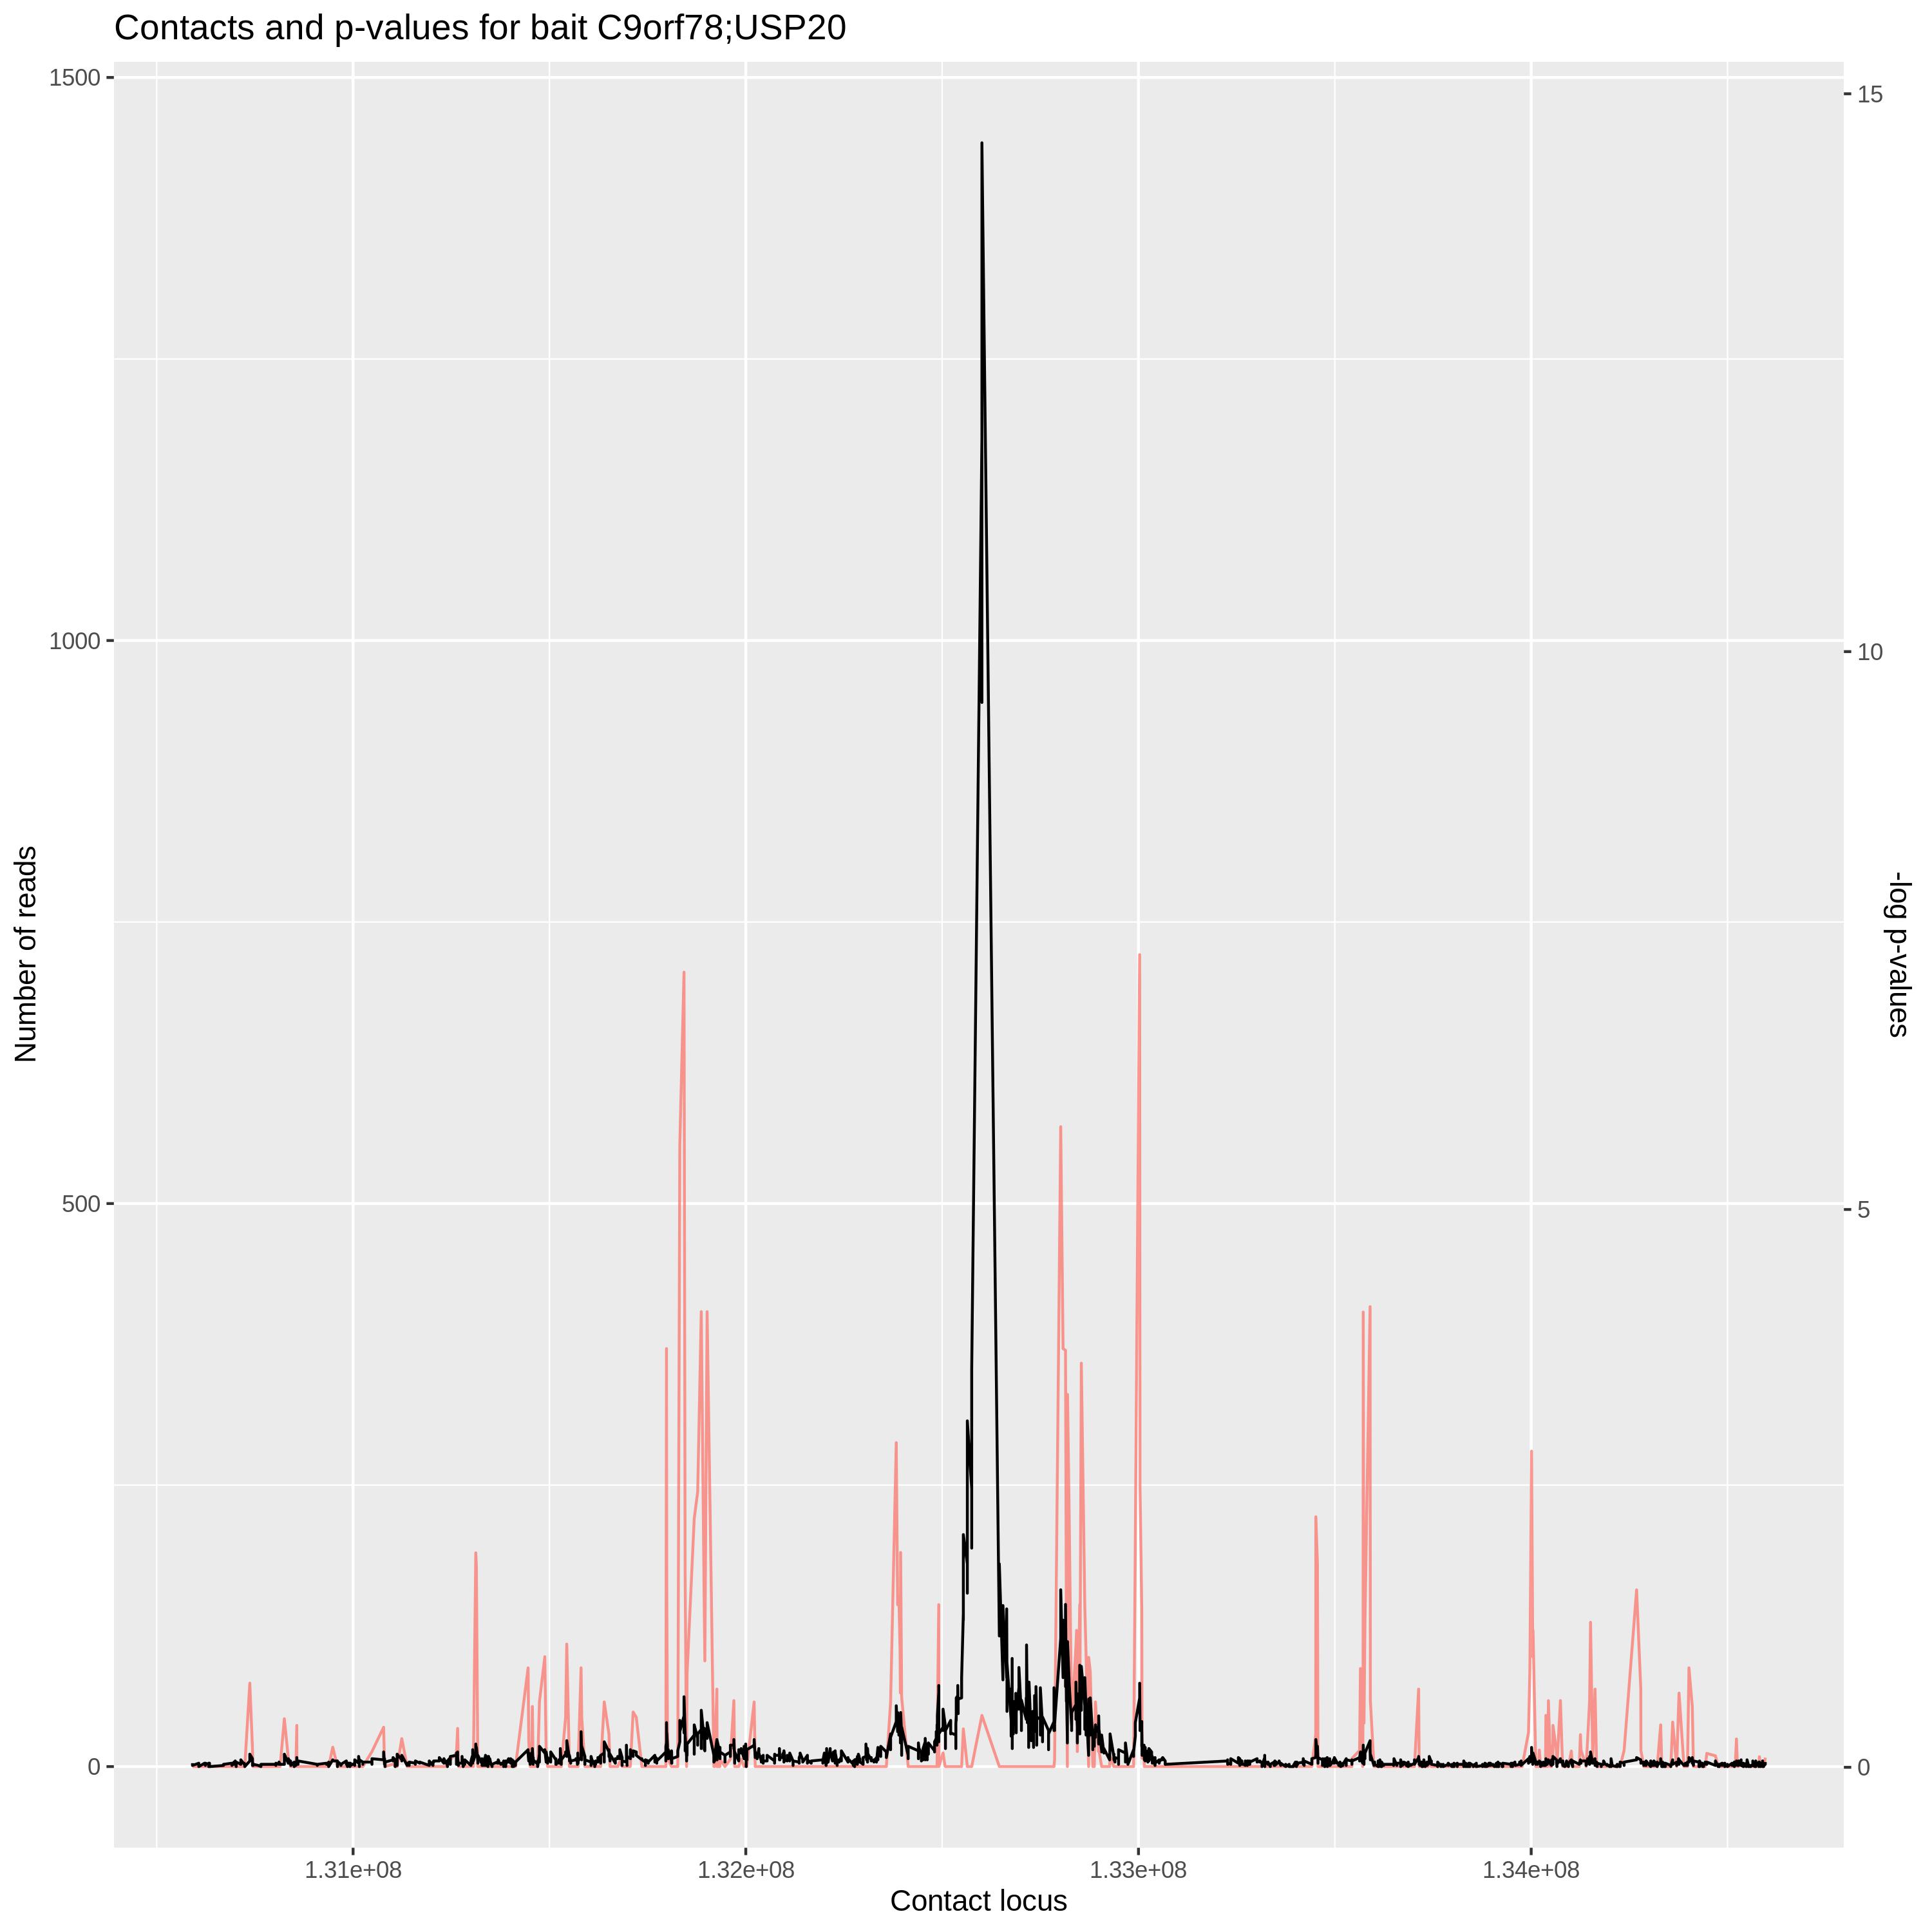 Contacts and p-values for bait C9orf78;USP20
1500
1000
500
0
Number of reads
15
10
5
0
-log p-values
1.31e+08
1.32e+08
1.33e+08
1.34e+08
Contact locus